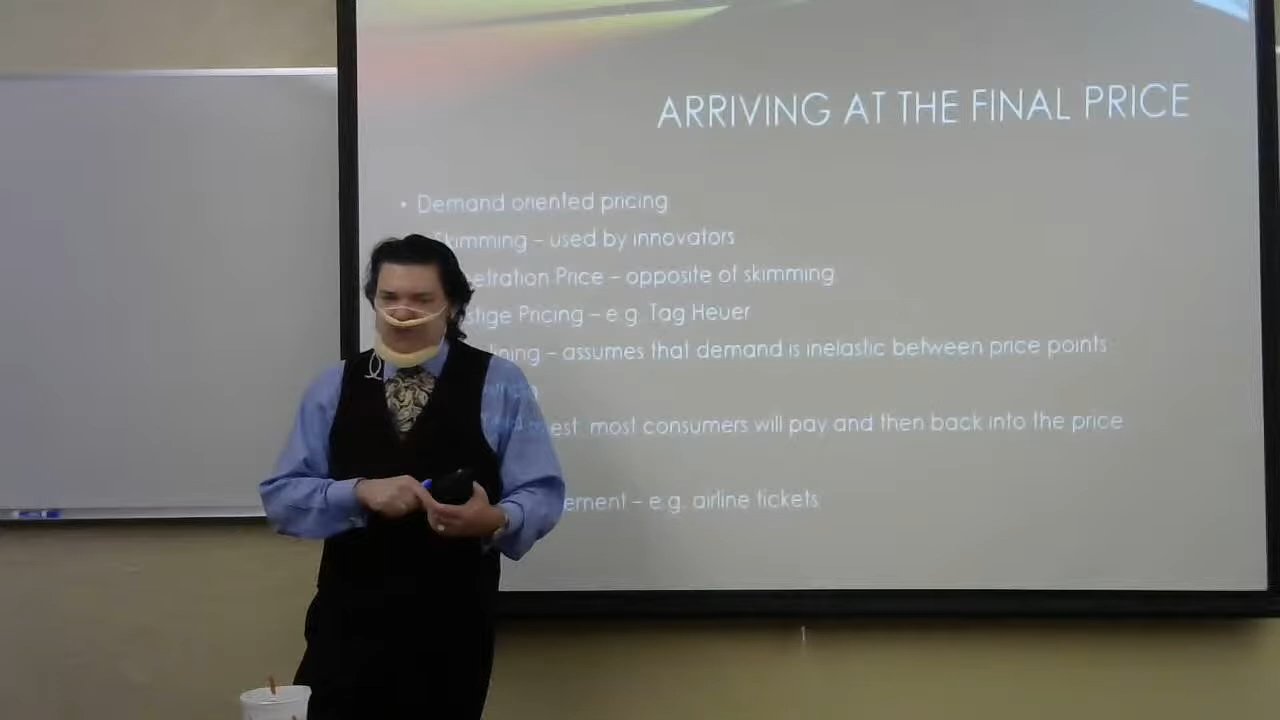 ARRIVING AT THE FINAL PRICE
• Demand oriented pricing
Skimming – used by innovators
Price – opposite of skimming
Pricing – e.g. Tag Heuer
– assumes that demand is inelastic between price points
most consumers will pay and then back into the price
– e.g. airline tickets